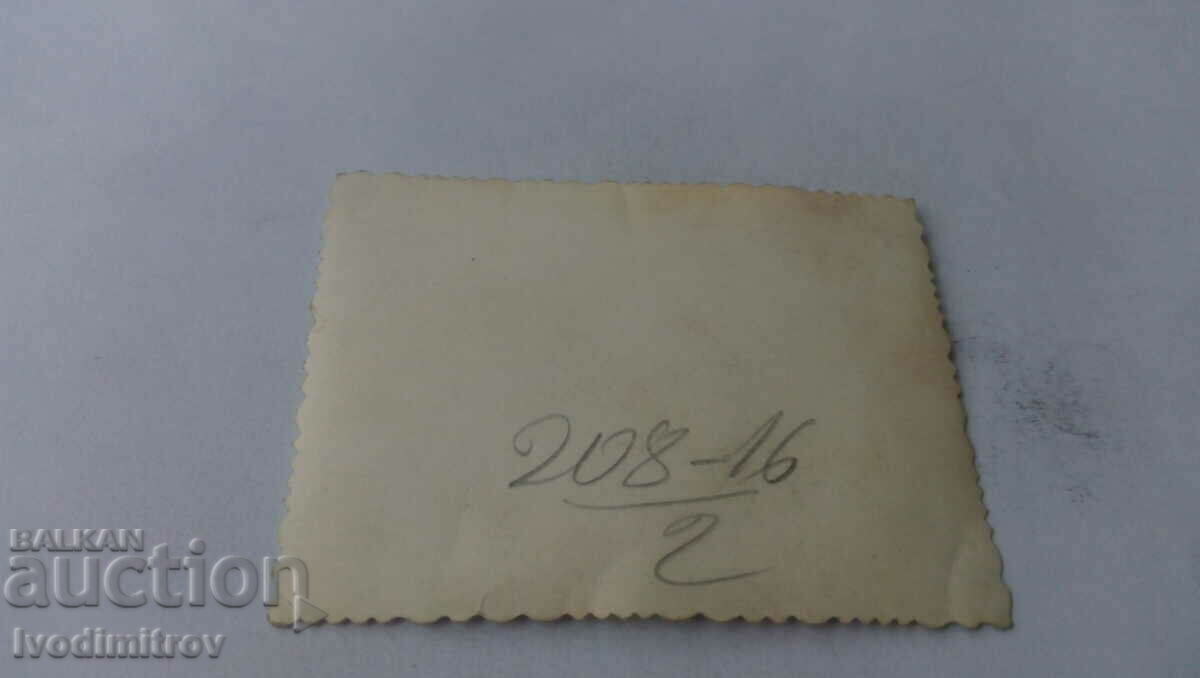 208-16
2
BALKAN
auction
Ivodimitrov